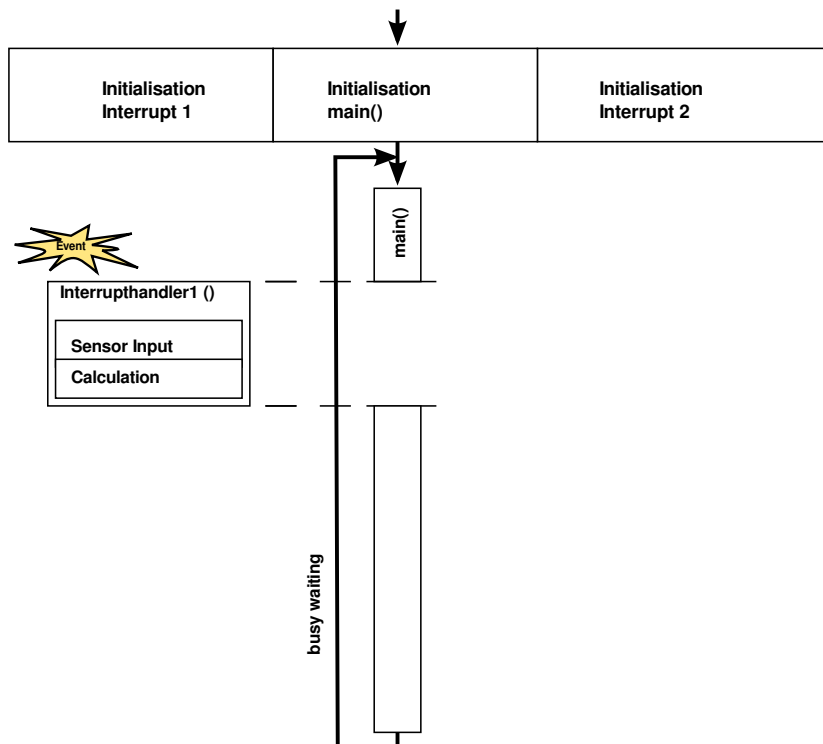 Initialisation
Interrupt 1
Initialisation
main()
Initialisation
Interrupt 2
main()
Event
Interrupthandler1 ()
Sensor Input
Calculation
busy waiting